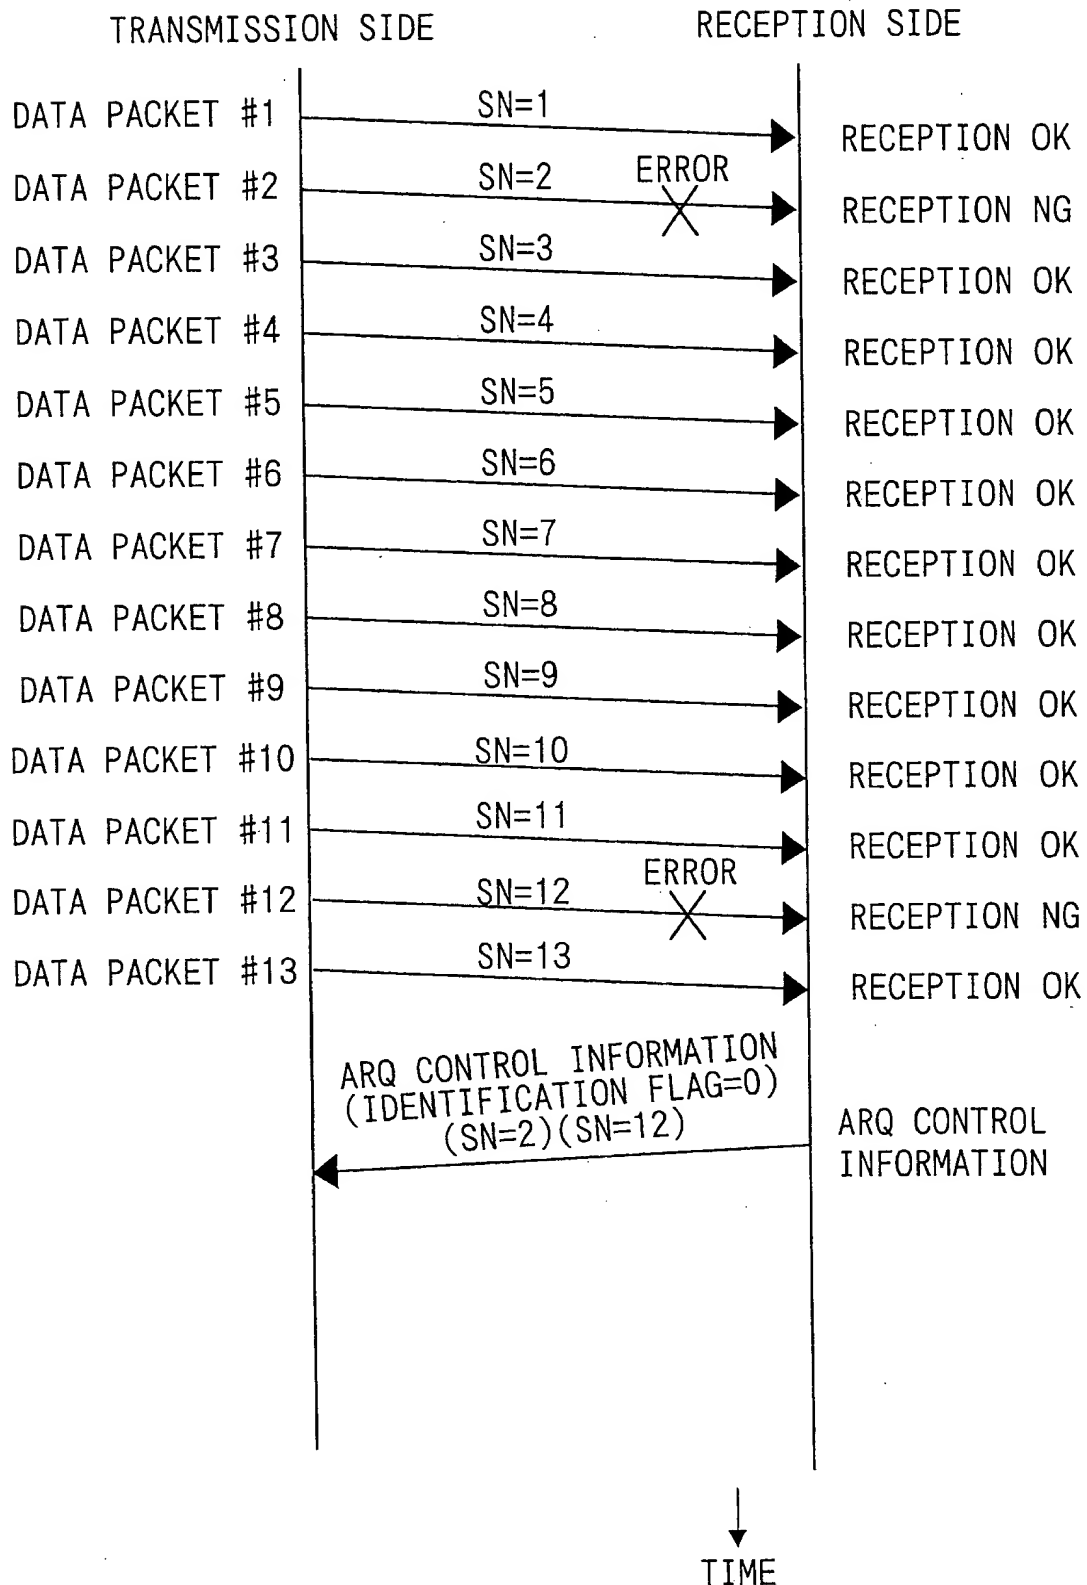 TRANSMISSION SIDE
RECEPTION SIDE
DATA PACKET #1
SN=1
RECEPTION OK
DATA PACKET #2
SN=2
ERROR
RECEPTION NG
DATA PACKET #3
SN=3
RECEPTION OK
DATA PACKET #4
SN=4
RECEPTION OK
DATA PACKET #5
SN=5
RECEPTION OK
DATA PACKET #6
SN=6
RECEPTION OK
DATA PACKET #7
SN=7
RECEPTION OK
DATA PACKET #8
SN=8
RECEPTION OK
DATA PACKET #9
SN=9
RECEPTION OK
DATA PACKET #10
SN=10
RECEPTION OK
DATA PACKET #11
SN=11
RECEPTION OK
DATA PACKET #12
SN=12
ERROR
RECEPTION NG
DATA PACKET #13
SN=13
RECEPTION OK
ARQ CONTROL INFORMATION
(IDENTIFICATION FLAG=0)
(SN=2)(SN=12)
ARQ CONTROL
INFORMATION
TIME